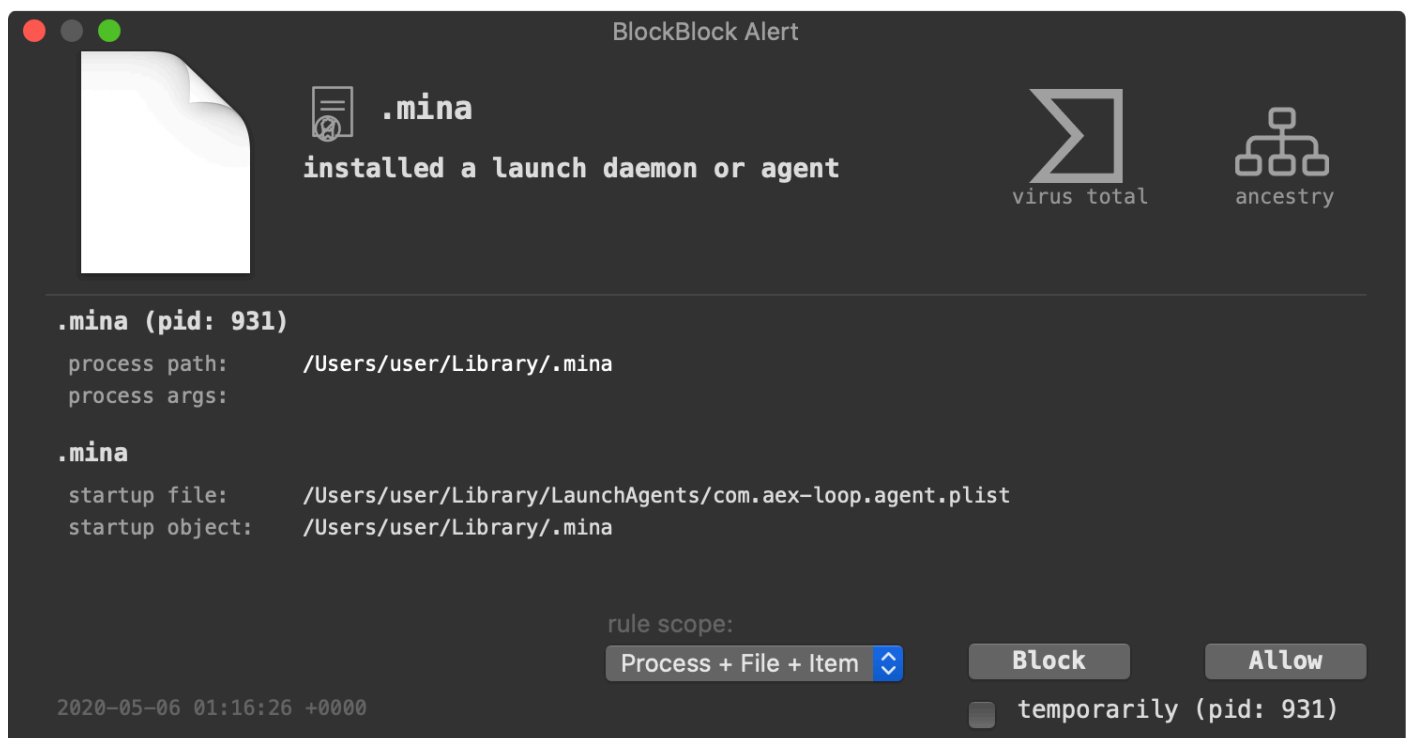 BlockBlock Alert
.mina
installed a launch daemon or agent
virus total
ancestry
.mina (pid: 931)
process path: /Users/user/Library/.mina
process args:
.mina
startup file: /Users/user/Library/LaunchAgents/com.aex-loop.agent.plist
startup object: /Users/user/Library/.mina
rule scope:
Process + File + Item
Block
Allow
2020-05-06 01:16:26 +0000
temporarily (pid: 931)